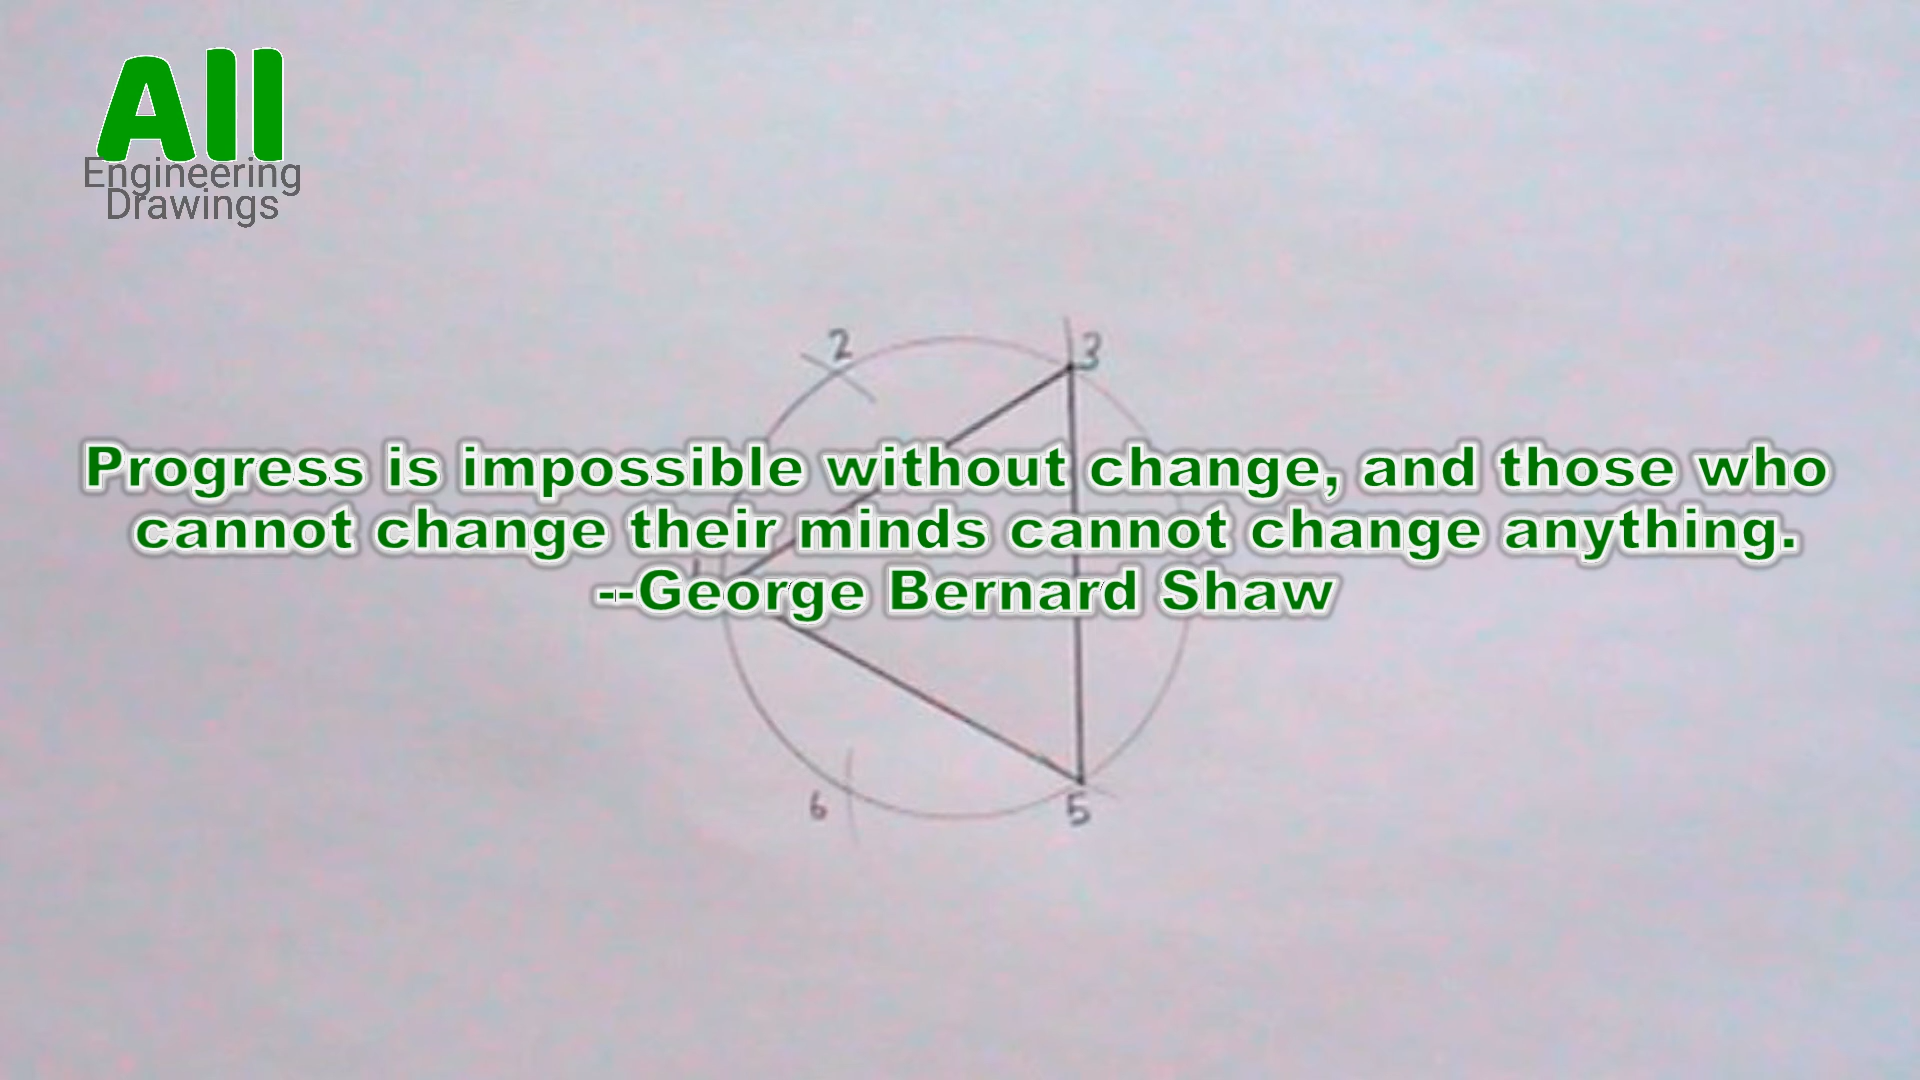 All
Engineering
Drawings
2
3
Progress is impossible without change, and those who
cannot change their minds cannot change anything.
--George Bernard Shaw
6
5